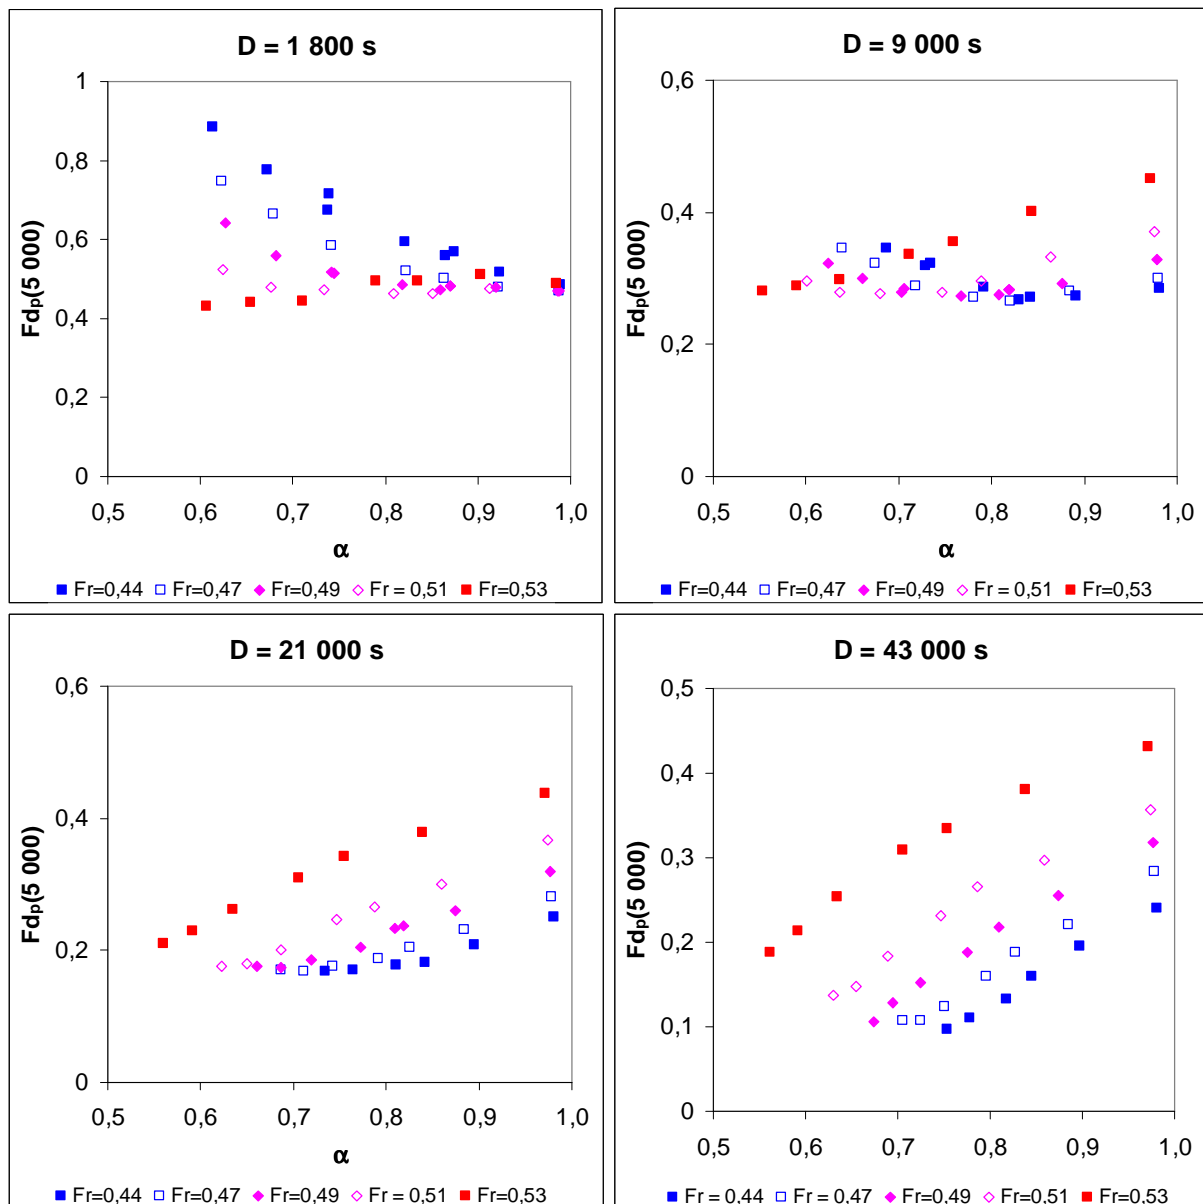 D = 1 800 s
1
0,8
0,6
0,4
0,2
0
Fdp(5 000)
0,5 0,6 0,7 0,8 0,9 1,0
α
Fr=0,44 Fr=0,47 Fr=0,49 Fr = 0,51 Fr=0,53
D = 9 000 s
0,6
0,4
0,2
0
Fdp(5 000)
0,5 0,6 0,7 0,8 0,9 1,0
α
Fr=0,44 Fr=0,47 Fr=0,49 Fr = 0,51 Fr=0,53
D = 21 000 s
0,6
0,4
0,2
0
Fdp(5 000)
0,5 0,6 0,7 0,8 0,9 1,0
α
Fr=0,44 Fr=0,47 Fr=0,49 Fr = 0,51 Fr=0,53
D = 43 000 s
0,5
0,4
0,3
0,2
0,1
0
Fdp(5 000)
0,5 0,6 0,7 0,8 0,9 1,0
Fr = 0,44 Fr = 0,47 Fr=0,49 Fr=0,51 Fr=0,53